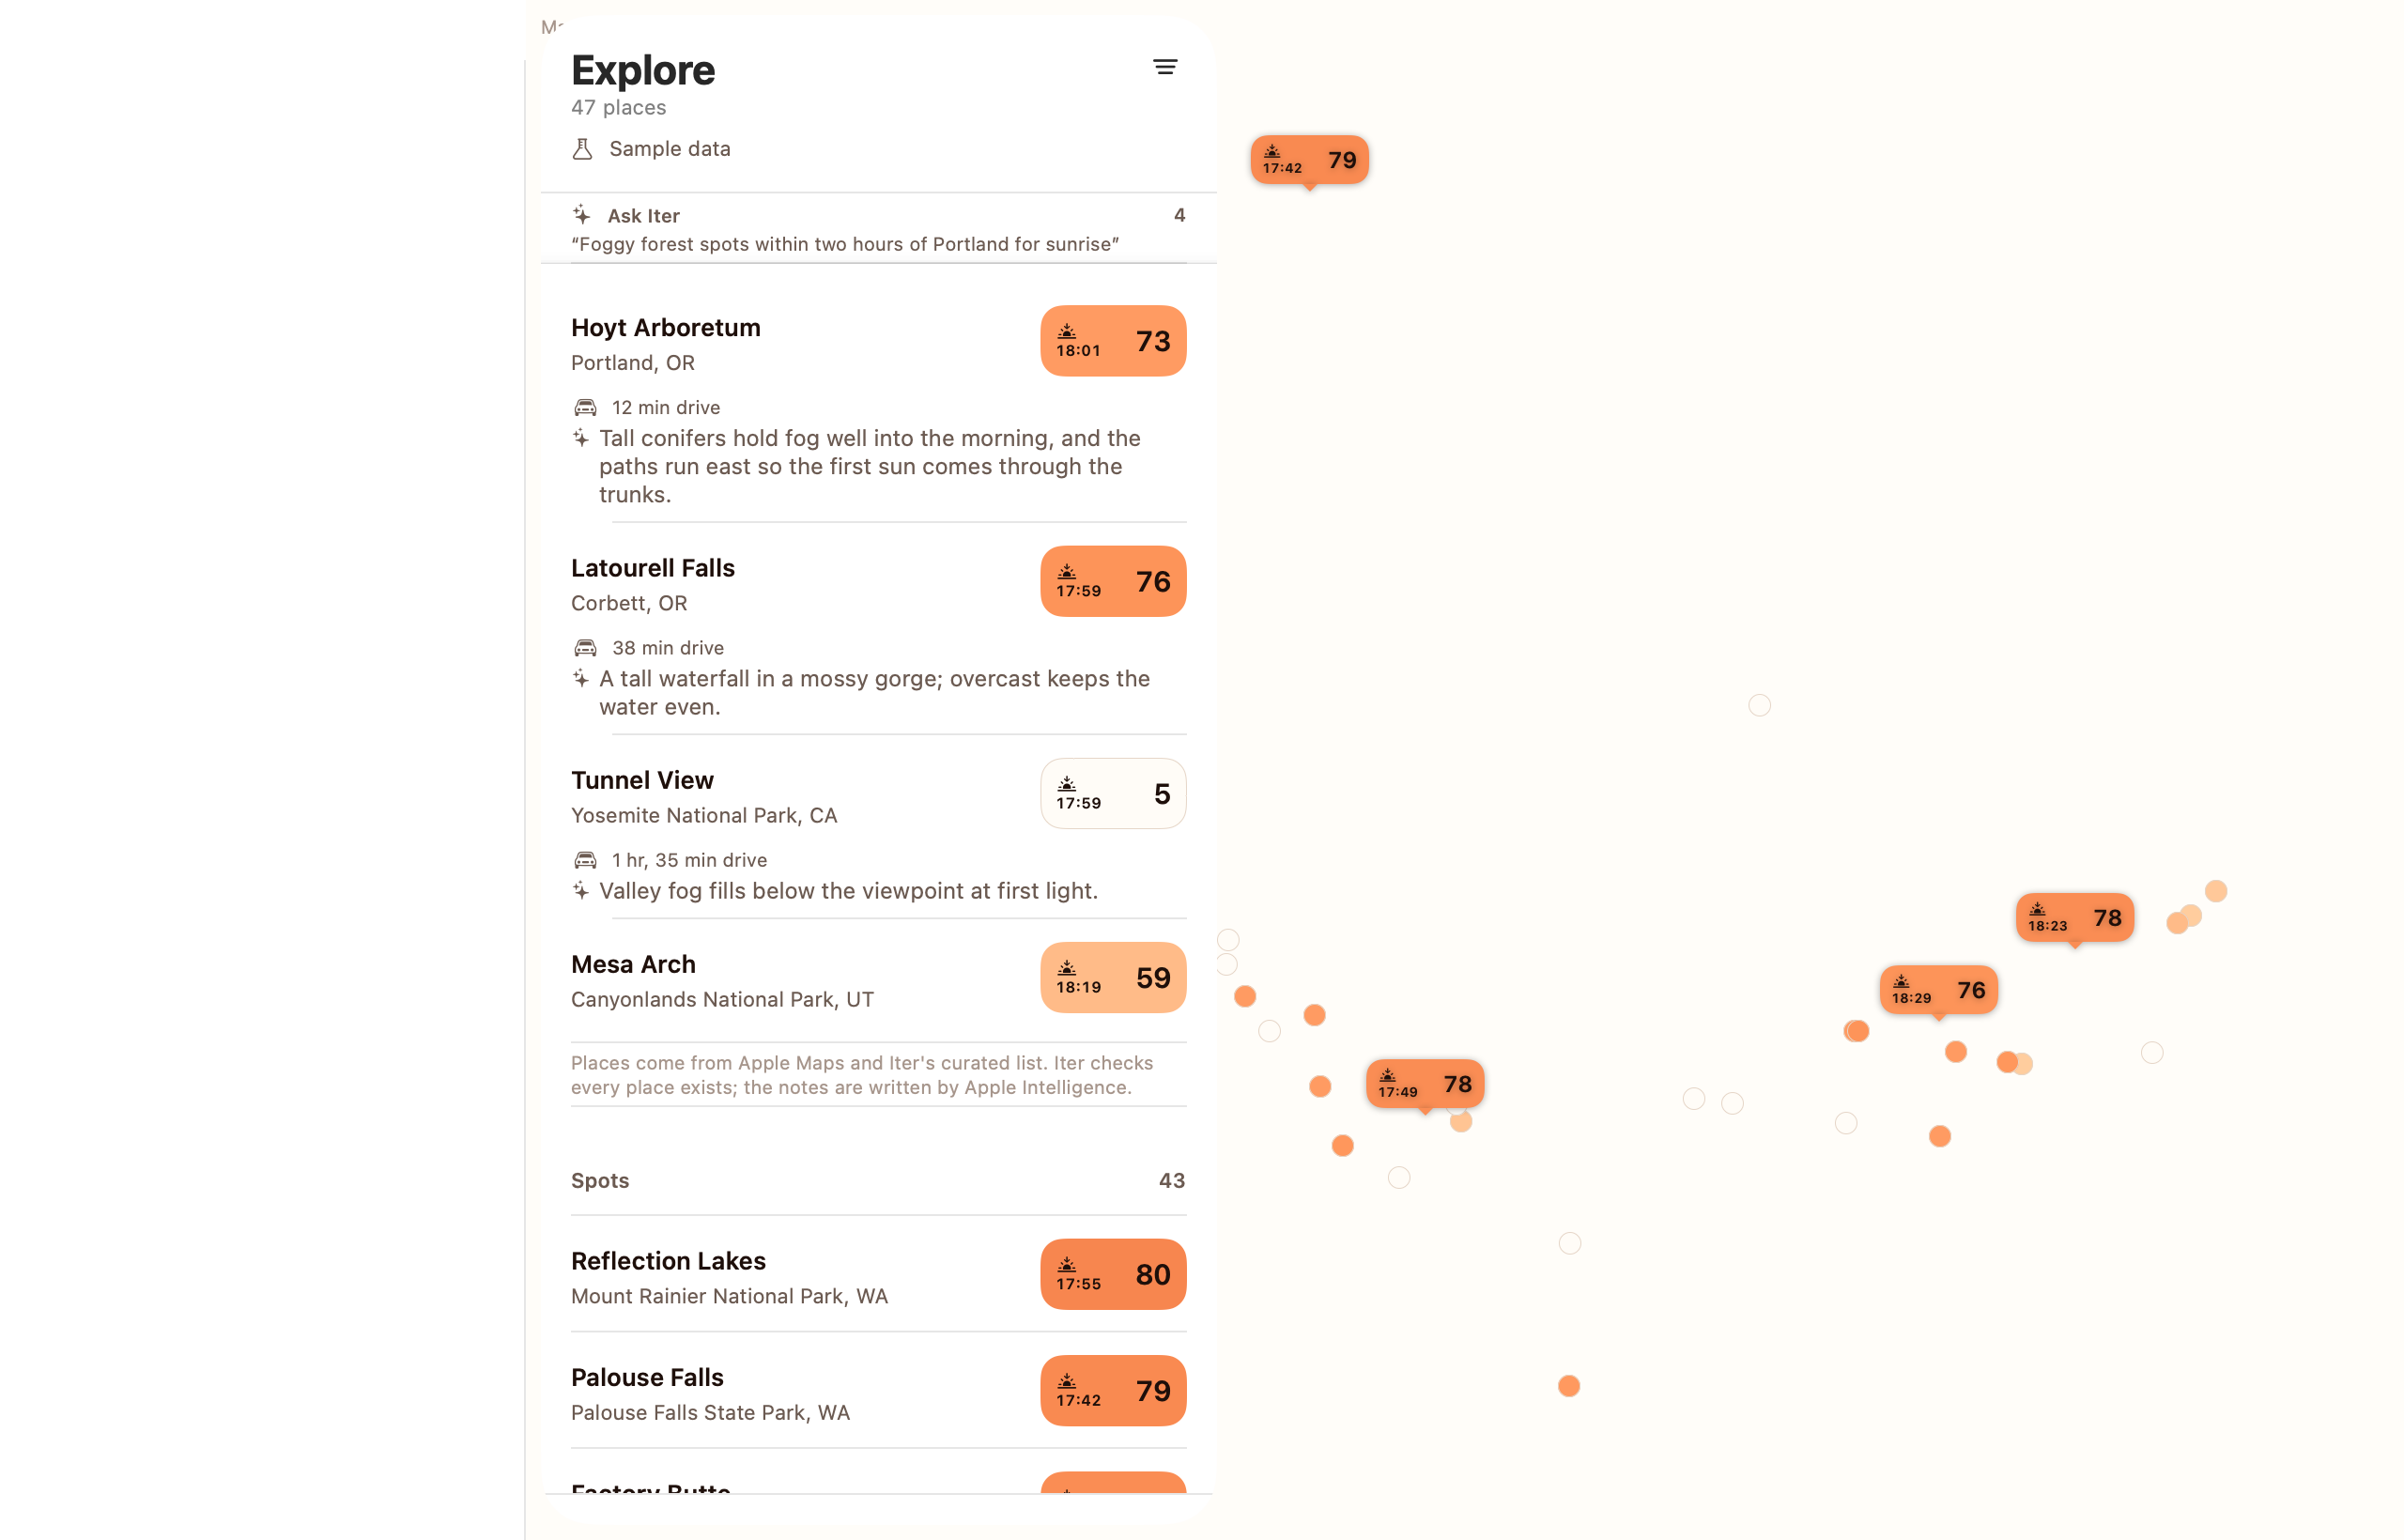 Explore
47 places
Sample data
Ask Iter
4
“Foggy forest spots within two hours of Portland for sunrise”
Hoyt Arboretum
Portland, OR
18:01
73
12 min drive
Tall conifers hold fog well into the morning, and the
paths run east so the first sun comes through the
trunks.
Latourell Falls
Corbett, OR
17:59
76
38 min drive
A tall waterfall in a mossy gorge; overcast keeps the
water even.
Tunnel View
Yosemite National Park, CA
17:59
5
1 hr, 35 min drive
Valley fog fills below the viewpoint at first light.
Mesa Arch
Canyonlands National Park, UT
18:19
59
Places come from Apple Maps and Iter's curated list. Iter checks
every place exists; the notes are written by Apple Intelligence.
Spots
43
Reflection Lakes
Mount Rainier National Park, WA
17:55
80
Palouse Falls
Palouse Falls State Park, WA
17:42
79
Factory Butte
17:42
79
18:23
78
18:29
76
17:49
78